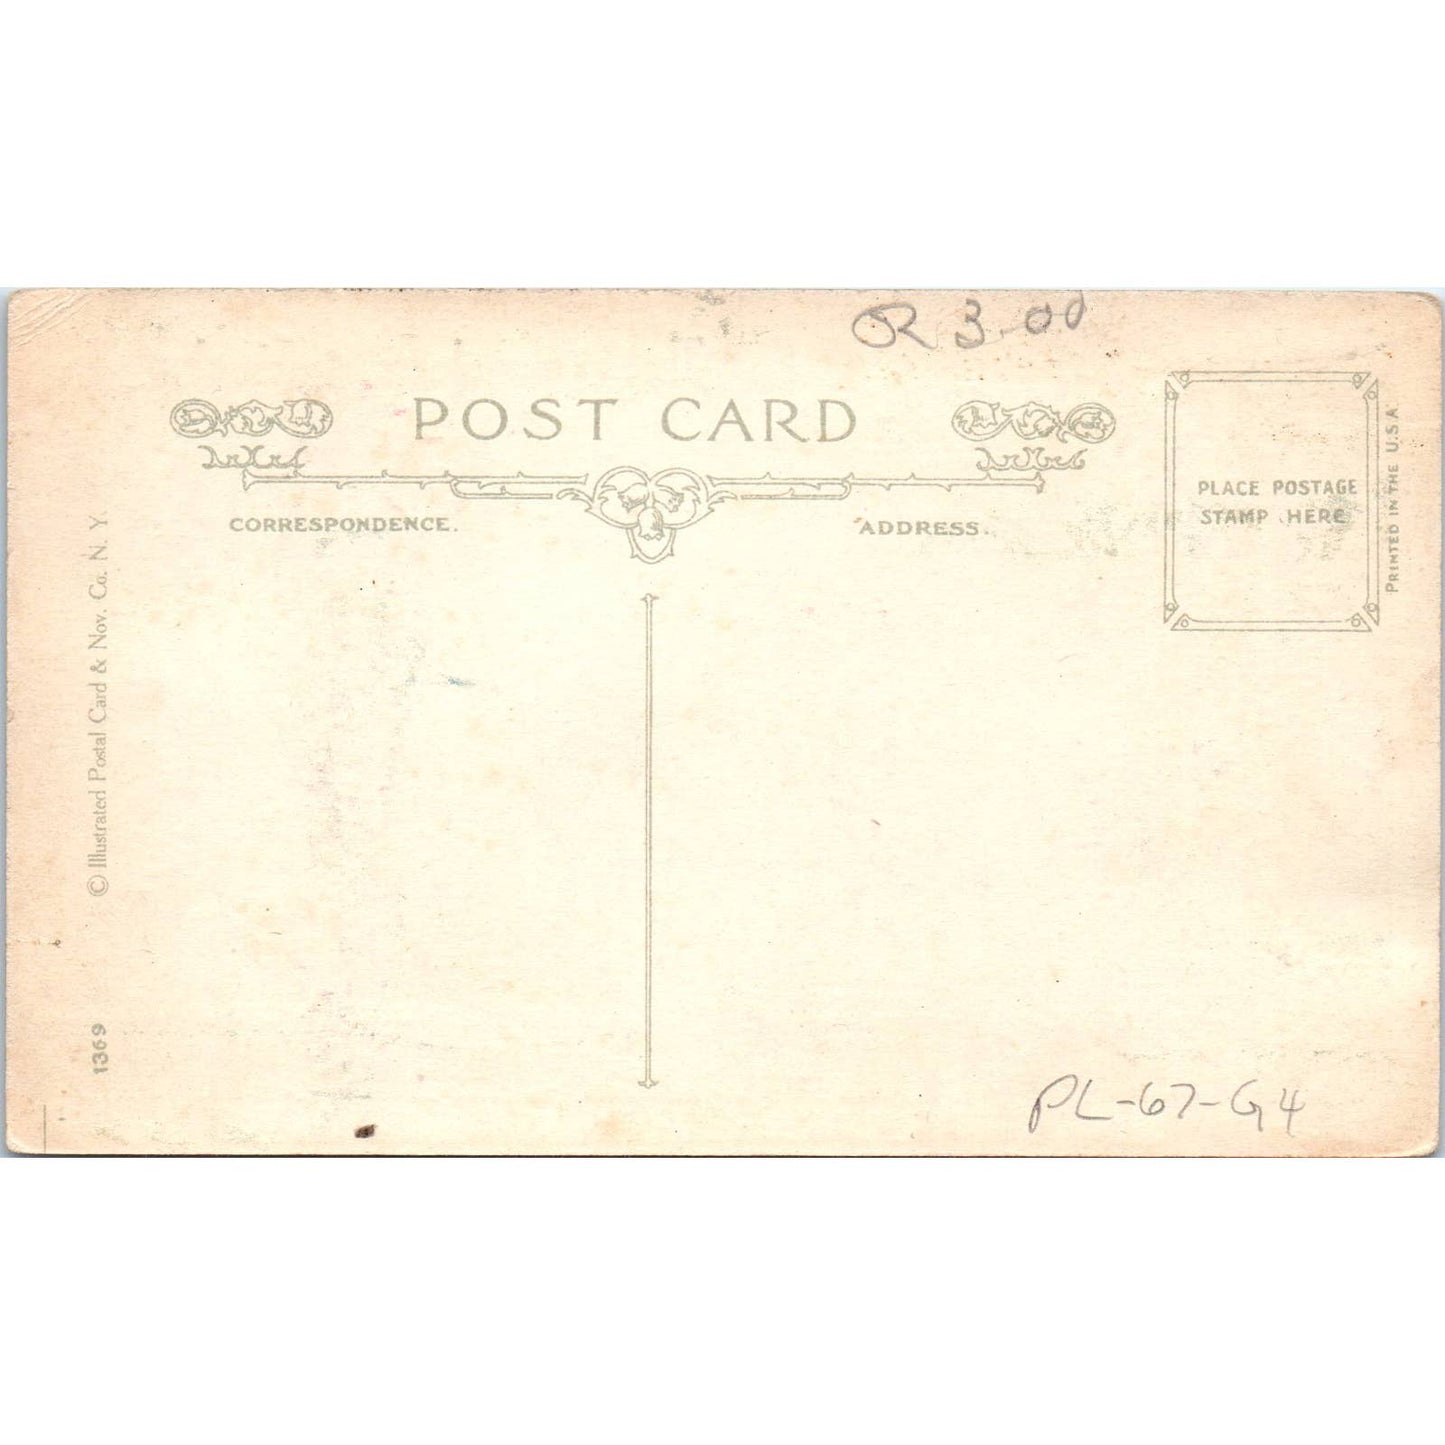 R 3.00
POST CARD
CORRESPONDENCE.
ADDRESS.
PLACE POSTAGE
STAMP HERE
PRINTED IN THE U.S.A.
© Illustrated Postal Card & Nov. Co. N. Y.
1369
PL-67-G4